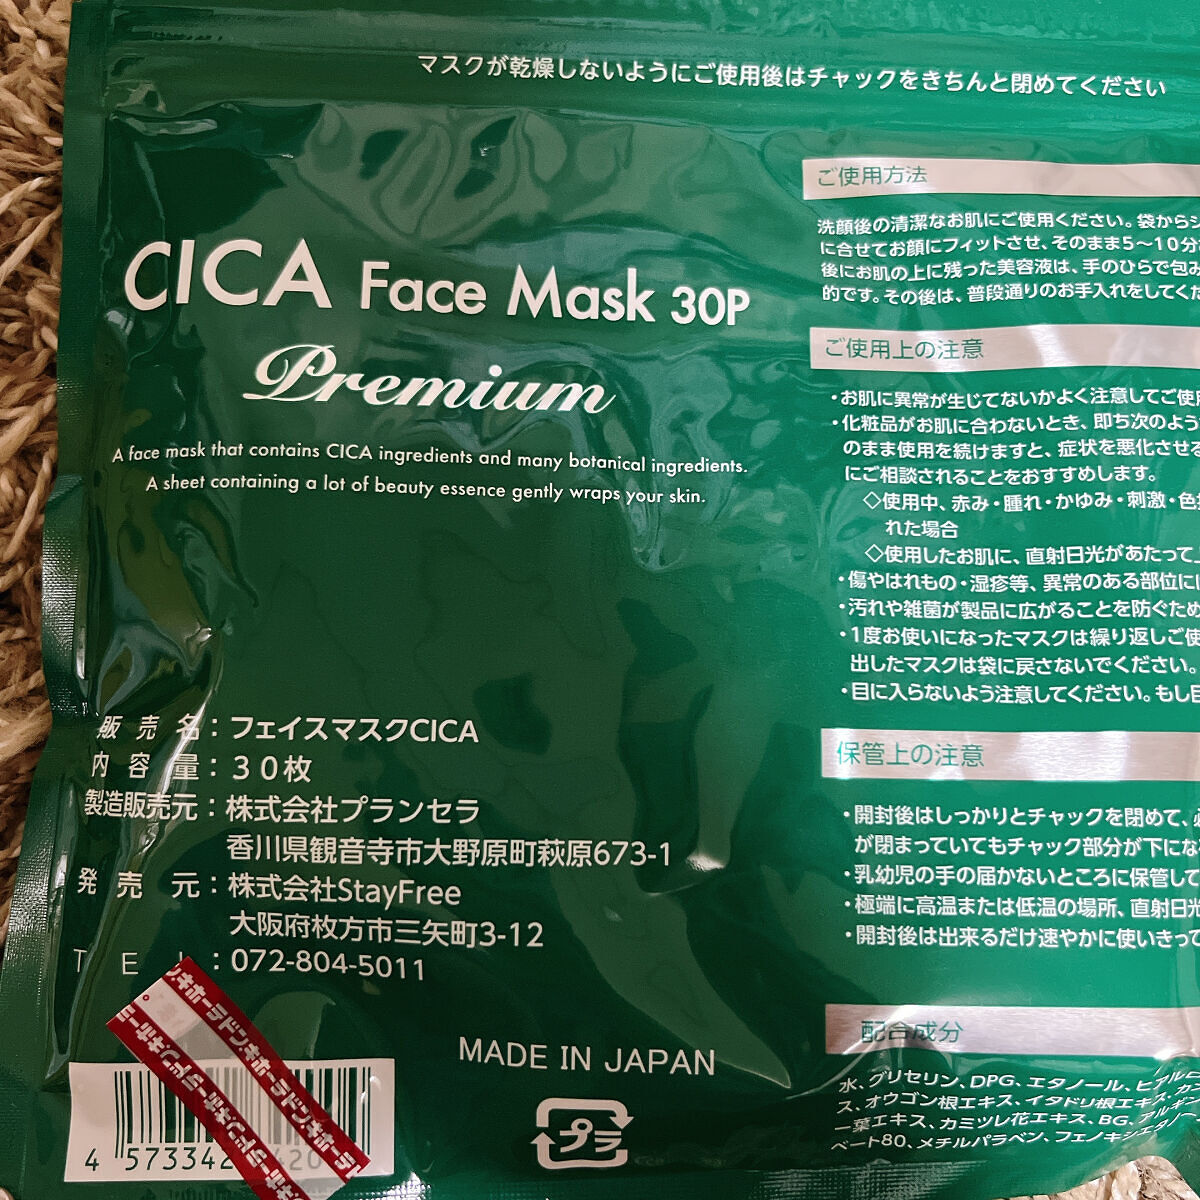 マスクが乾燥しないようにご使用後はチャックをきちんと閉めてください
CICA Face Mask 30P
Premium
A face mask that contains CICA ingredients and many botanical ingredients.
A sheet containing a lot of beauty essence gently wraps your skin.
販売名：フェイスマスクCICA
内容量：30枚
製造販売元：株式会社プランセラ
香川県観音寺市大野原町萩原673-1
発売元：株式会社StayFree
大阪府枚方市三矢町3-12
TEL：072-804-5011
MADE IN JAPAN
プラ
4 573342
ご使用方法
洗顔後の清潔なお肌にご使用ください。袋からシ
に合せてお顔にフィットさせ、そのまま5～10分
後にお肌の上に残った美容液は、手のひらで包み
的です。その後は、普段通りのお手入れをしてくだ
ご使用上の注意
・お肌に異常が生じてないかよく注意してご使用
・化粧品がお肌に合わないとき、即ち次のよう
のまま使用を続けますと、症状を悪化させる
にご相談されることをおすすめします。
◇使用中、赤み・腫れ・かゆみ・刺激・色
れた場合
◇使用したお肌に、直射日光があたって上
・傷やはれもの・湿疹等、異常のある部位には
・汚れや雑菌が製品に広がることを防ぐため
・1度お使いになったマスクは繰り返しご使
出したマスクは袋に戻さないでください。
・目に入らないよう注意してください。もし目
保管上の注意
・開封後はしっかりとチャックを閉めて、必
が閉まっていてもチャック部分が下にな
・乳幼児の手の届かないところに保管して
・極端に高温または低温の場所、直射日光
・開封後は出来るだけ速やかに使いきって
配合成分
水、グリセリン、DPG、エタノール、ヒアルロ
ス、オウゴン根エキス、イタドリ根エキス・カン
ー葉エキス、カミツレ花エキス、BG、アルギニ
ベート80、メチルパラベン、フェノキシエタノー